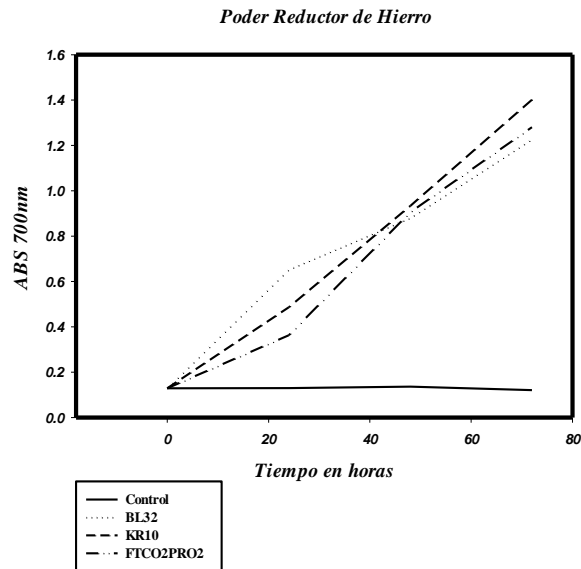 Poder Reductor de Hierro
1.6
1.4
1.2
1.0
0.8
0.6
0.4
0.2
0.0
ABS 700nm
0
20
40
60
80
Tiempo en horas
Control
BL32
KR10
FTCO2PRO2